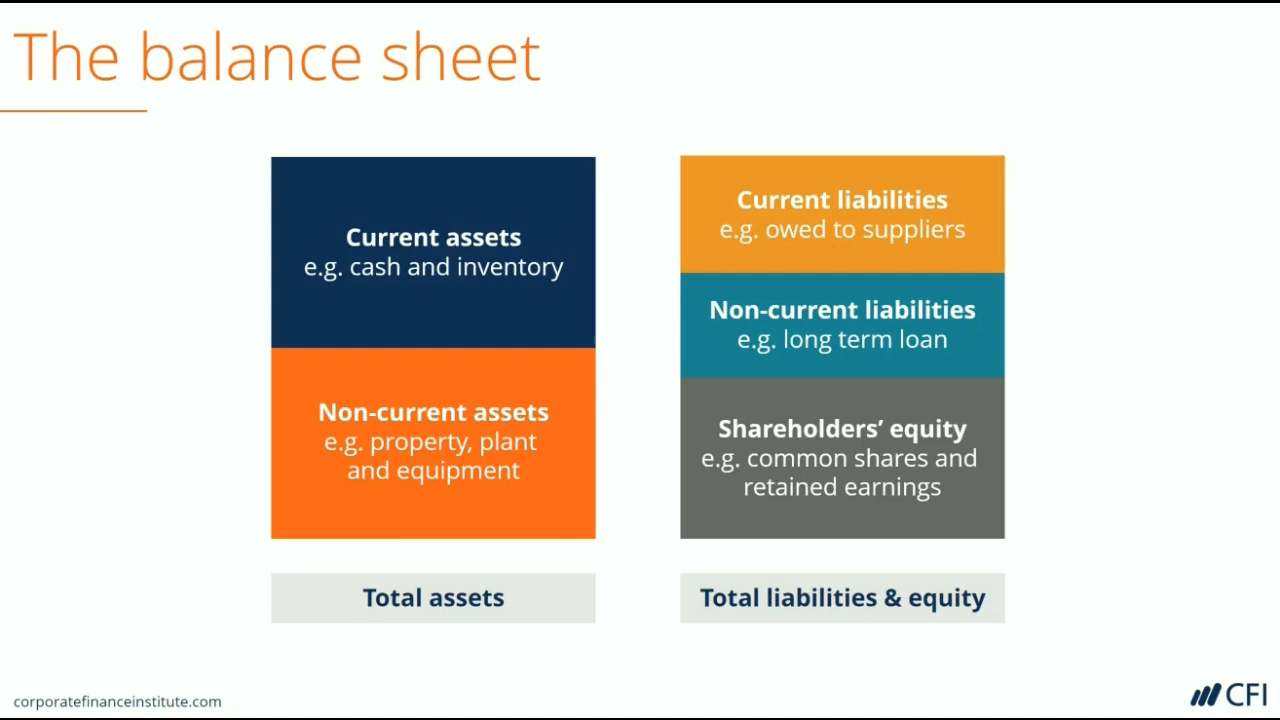 The balance sheet
Current assets
e.g. cash and inventory
Non-current assets
e.g. property, plant
and equipment
Total assets
Current liabilities
e.g. owed to suppliers
Non-current liabilities
e.g. long term loan
Shareholders’ equity
e.g. common shares and
retained earnings
Total liabilities & equity
corporatefinanceinstitute.com
CFI